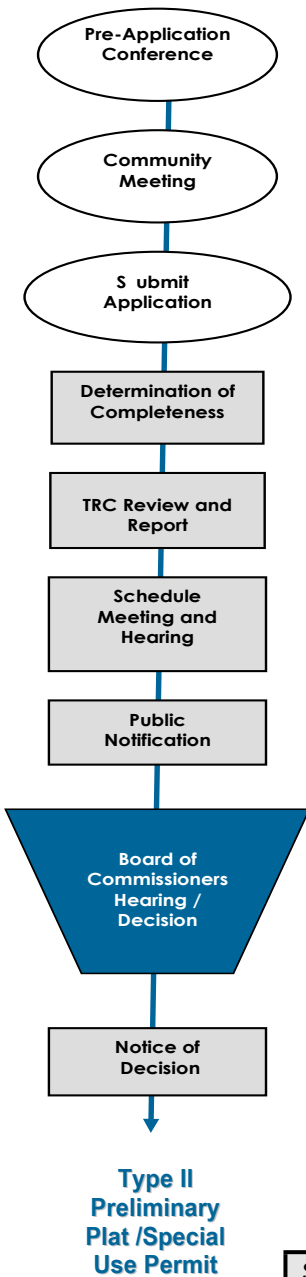 Pre-Application
Conference
Community
Meeting
S ubmit
Application
Determination of
Completeness
TRC Review and
Report
Schedule
Meeting and
Hearing
Public
Notification
Board of
Commissioners
Hearing /
Decision
Notice of
Decision
Type II
Preliminary
Plat /Special
Use Permit